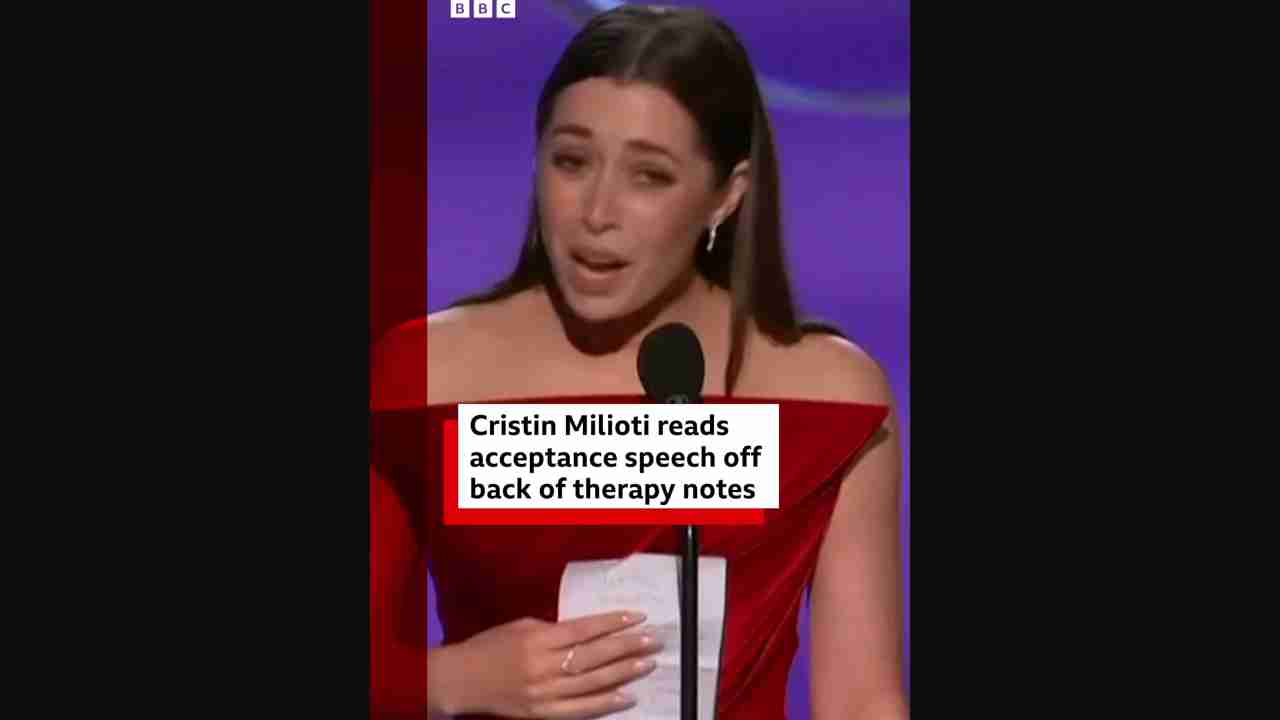 BBC
Cristin Milioti reads
acceptance speech off
back of therapy notes